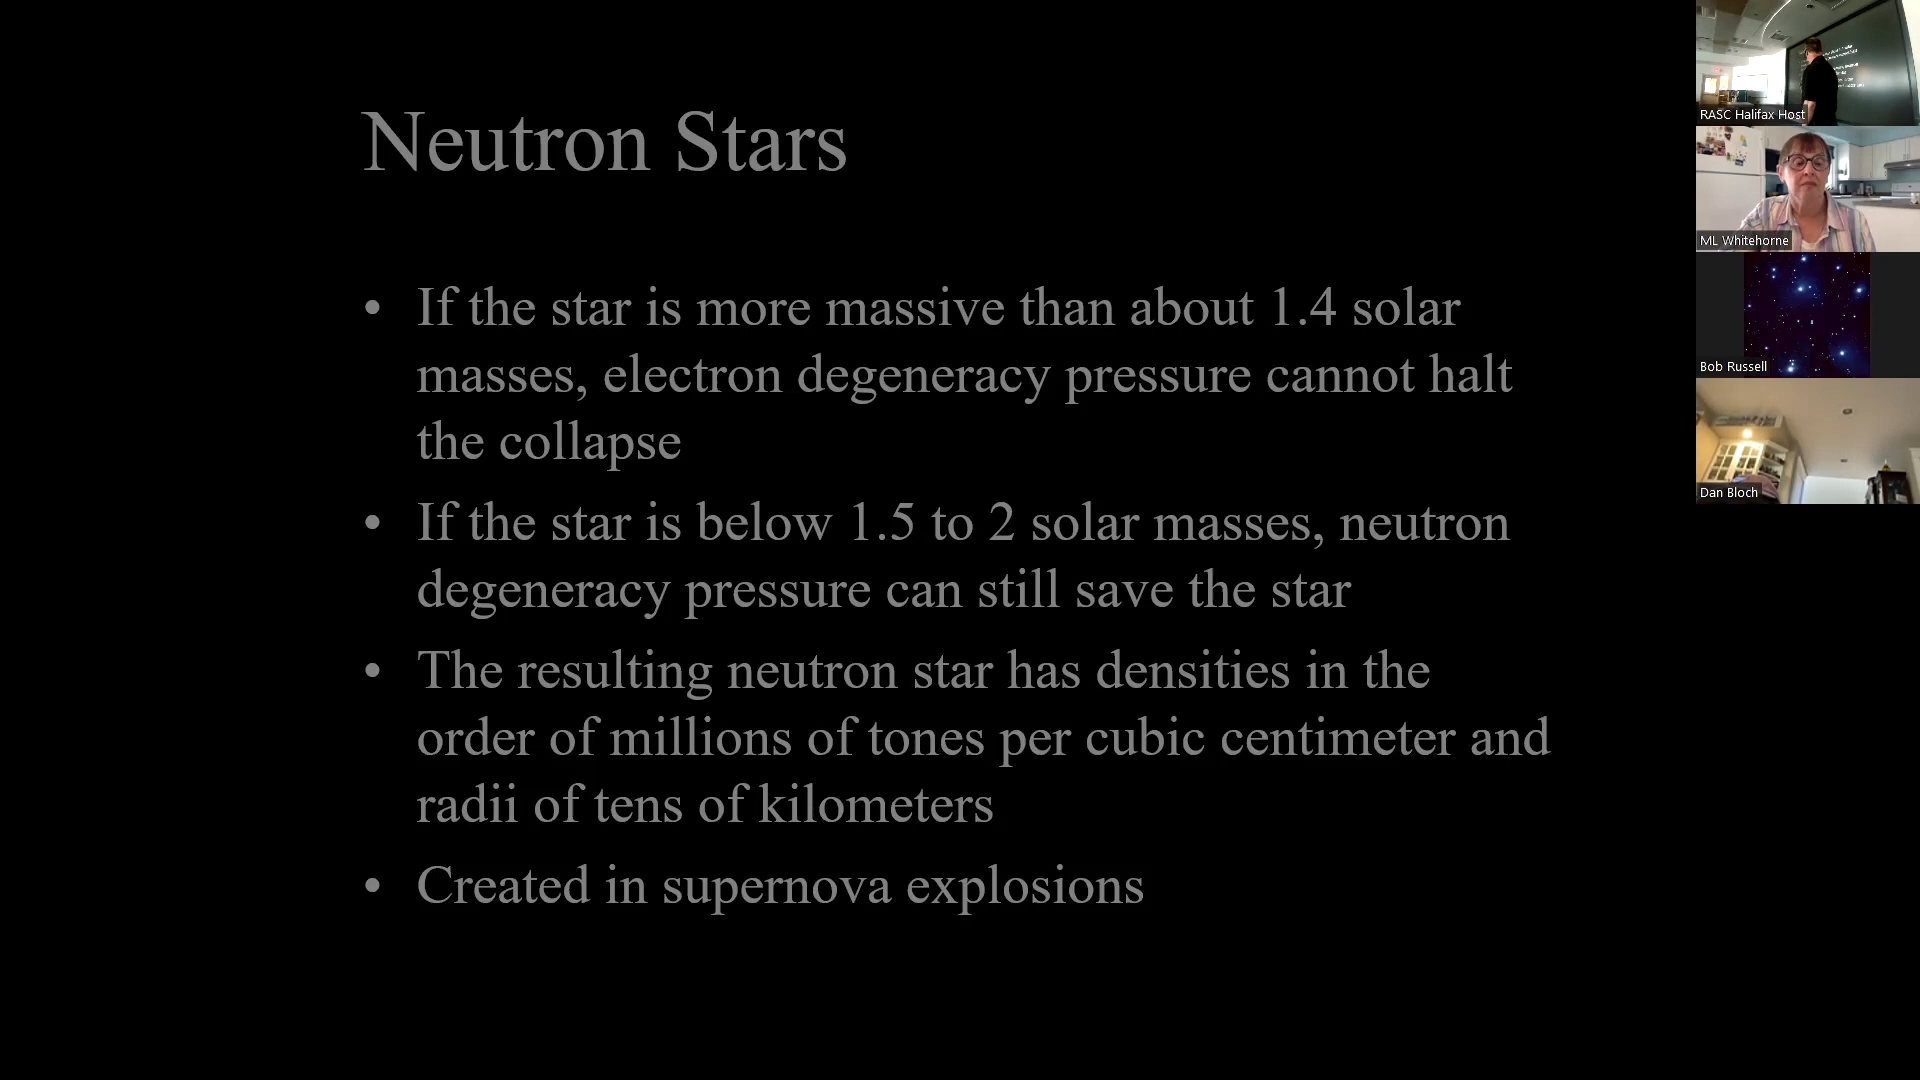 Neutron Stars
• If the star is more massive than about 1.4 solar
masses, electron degeneracy pressure cannot halt
the collapse
• If the star is below 1.5 to 2 solar masses, neutron
degeneracy pressure can still save the star
• The resulting neutron star has densities in the
order of millions of tones per cubic centimeter and
radii of tens of kilometers
• Created in supernova explosions
RASC Halifax Host
ML Whitehorne
Bob Russell
Dan Bloch